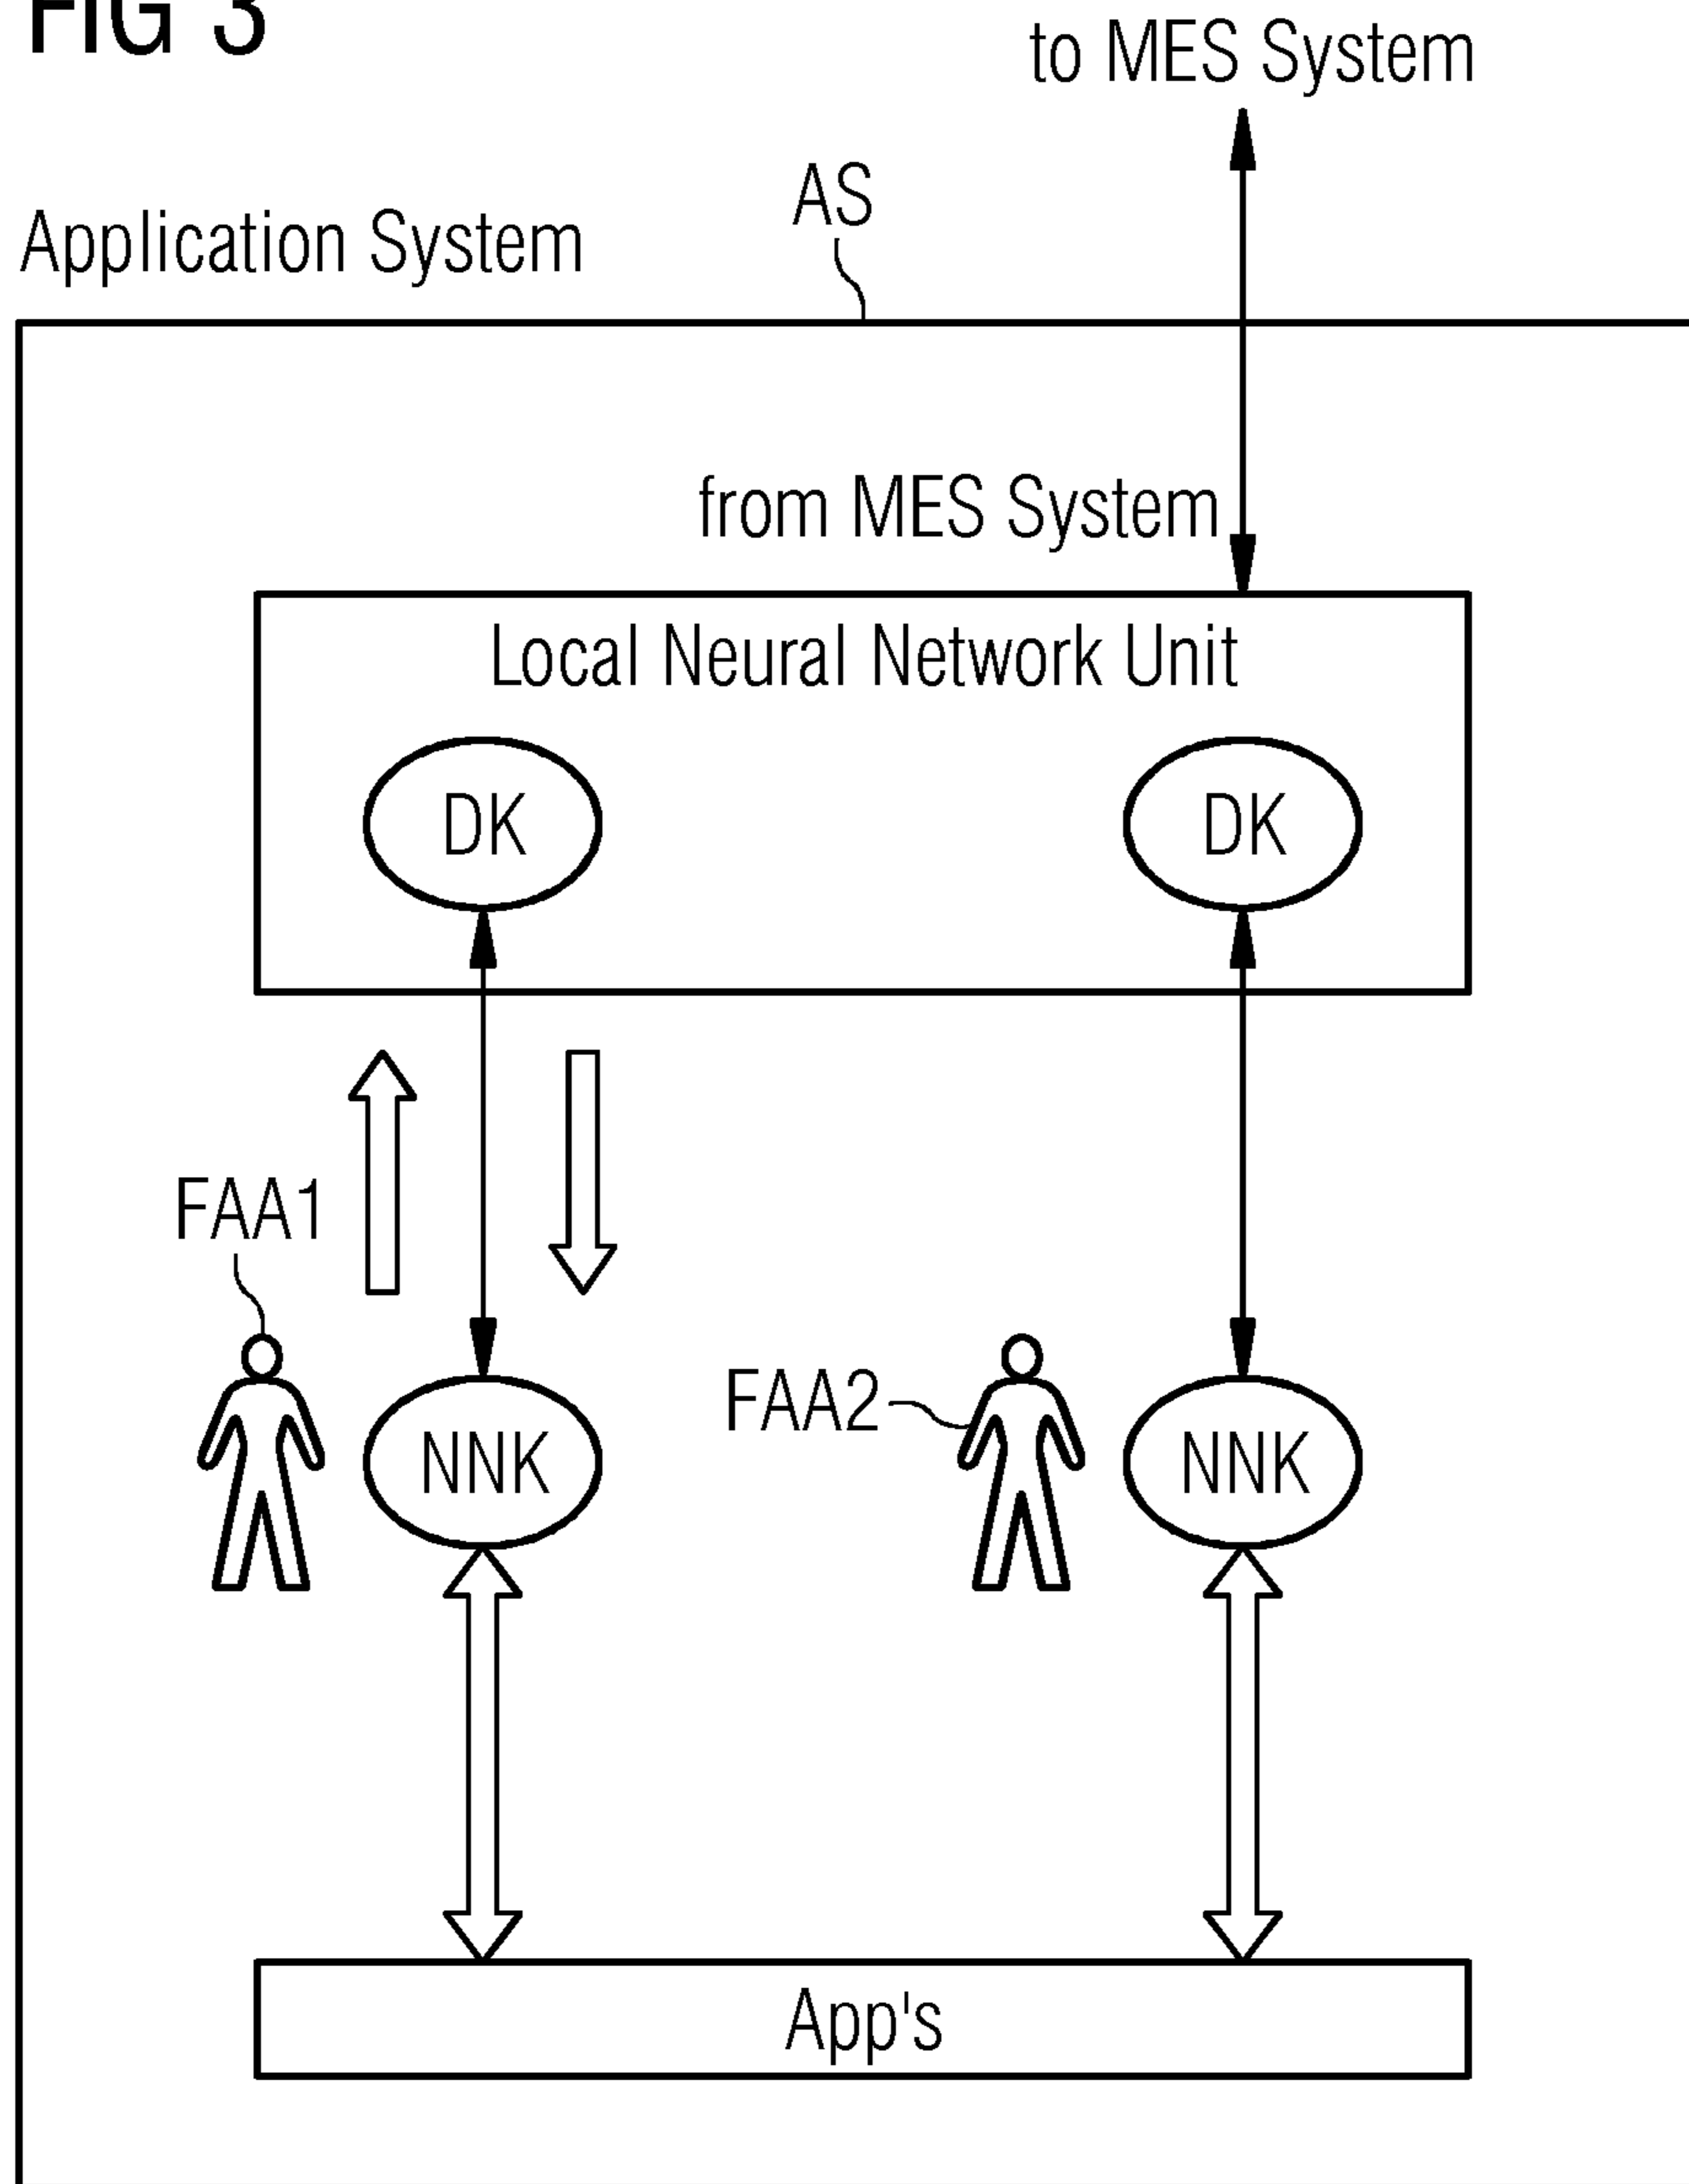 FIG 3
to MES System
AS
Application System
from MES System
Local Neural Network Unit
DK DK
FAA1
FAA2
NNK NNK
App's